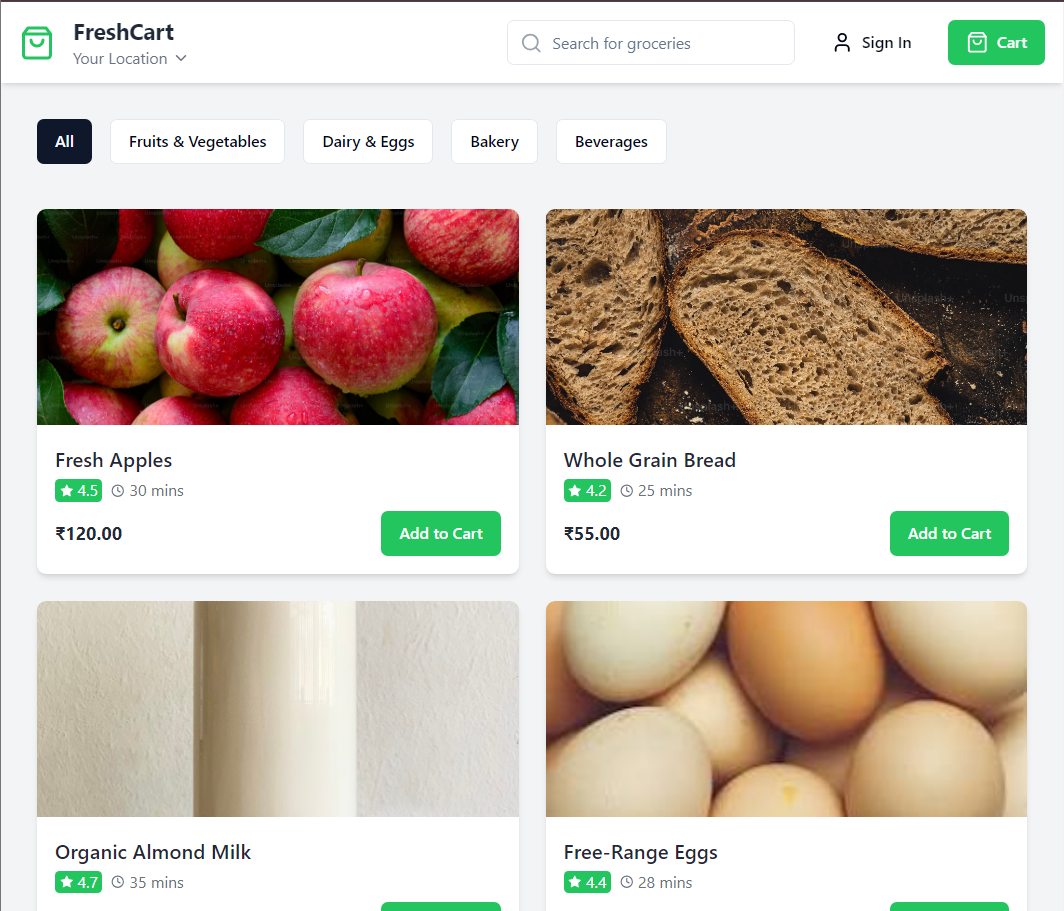 FreshCart
Your Location
Search for groceries
Sign In
Cart
All
Fruits & Vegetables
Dairy & Eggs
Bakery
Beverages
Fresh Apples
4.5 30 mins
₹120.00
Add to Cart
Whole Grain Bread
4.2 25 mins
₹55.00
Add to Cart
Organic Almond Milk
4.7 35 mins
Free-Range Eggs
4.4 28 mins